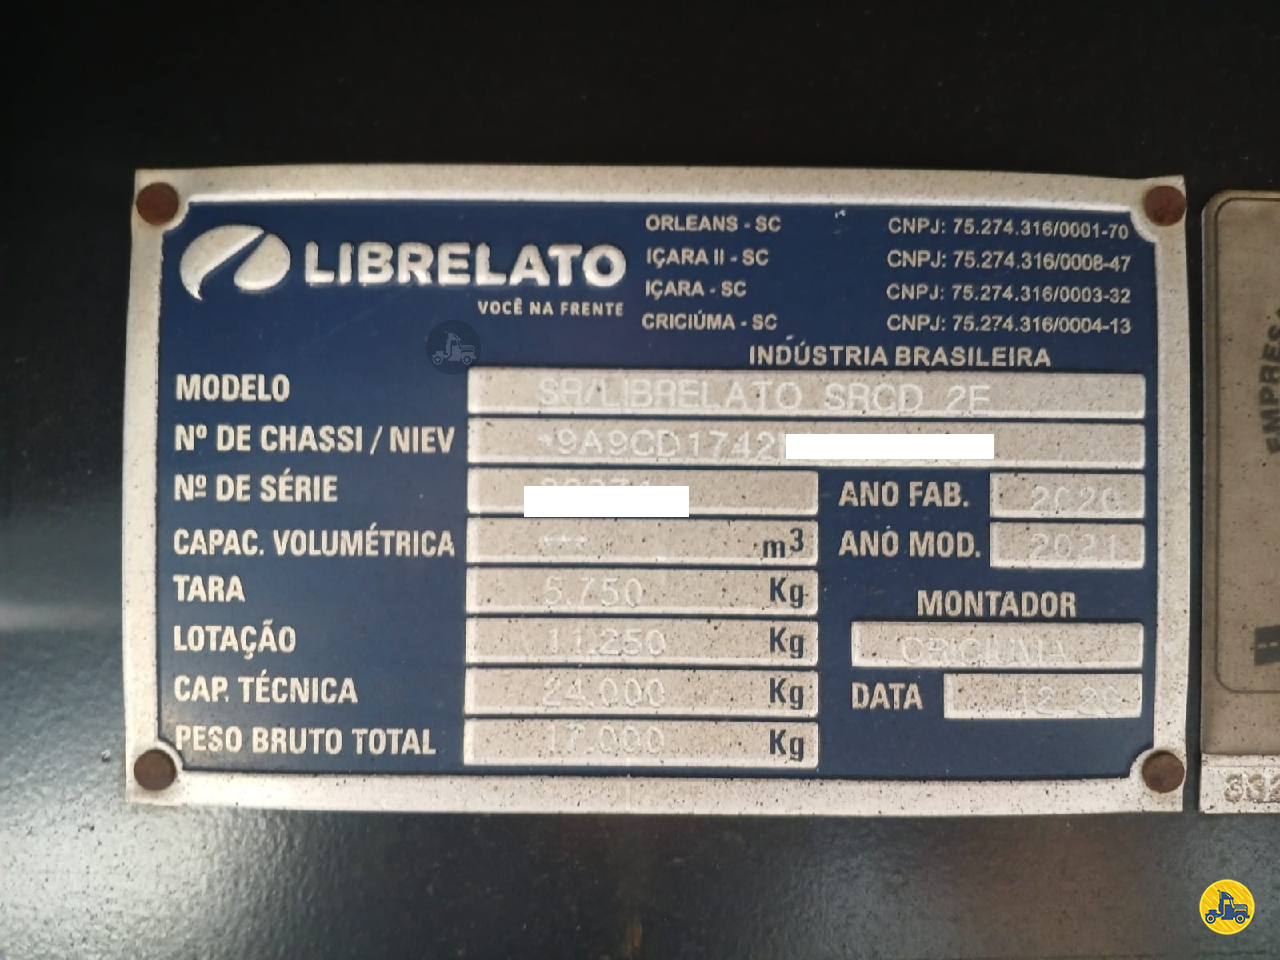 LIBRELATO
VOCÊ NA FRENTE
ORLEANS - SC CNPJ: 75.274.316/0001-70
IÇARA II - SC CNPJ: 75.274.316/0008-47
IÇARA - SC CNPJ: 75.274.316/0003-32
CRICIÚMA - SC CNPJ: 75.274.316/0004-13
INDÚSTRIA BRASILEIRA
MODELO SR/LIBRELATO SRCD 2E
Nº DE CHASSI / NIEV *9A9CD1742
Nº DE SÉRIE
ANO FAB. 2020
CAPAC. VOLUMÉTRICA *** m3
ANO MOD. 2021
TARA 5.750 Kg
LOTAÇÃO 11.250 Kg
CAP. TÉCNICA 24.000 Kg
PESO BRUTO TOTAL 17.000 Kg
MONTADOR
CRICIUMA
DATA 12 20
EMPRES
332